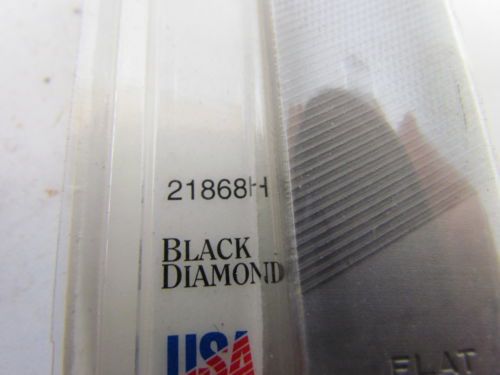 21868H
BLACK
DIAMOND
USA
FLAT